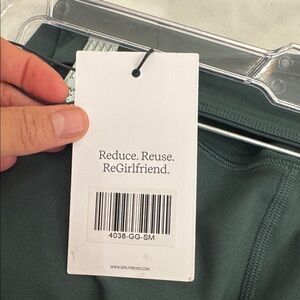 Reduce. Reuse.
ReGirlfriend.
4038-GG-SM
WWW.GIRLFRIEND.COM